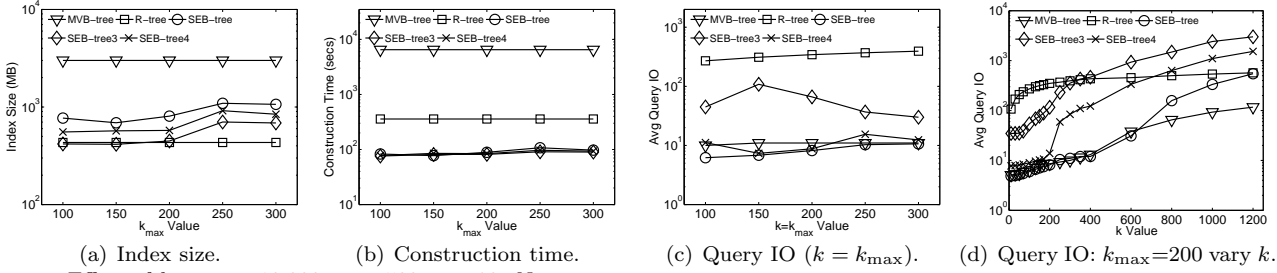 MVB-tree R-tree SEB-tree
SEB-tree3 SEB-tree4
Index Size (MB)
10^4
10^3
10^2
100 150 200 250 300
k_max Value
(a) Index size.
MVB-tree R-tree SEB-tree
SEB-tree3 SEB-tree4
Construction Time (secs)
10^4
10^3
10^2
10^1
100 150 200 250 300
k_max Value
(b) Construction time.
MVB-tree R-tree SEB-tree
SEB-tree3 SEB-tree4
Avg Query IO
10^2
10^1
10^0
100 150 200 250 300
k=k_max Value
(c) Query IO (k = k_max).
MVB-tree R-tree SEB-tree
SEB-tree3 SEB-tree4
Avg Query IO
10^4
10^3
10^2
10^1
10^0
0 200 400 600 800 1000 1200
k Value
(d) Query IO: k_max=200 vary k.